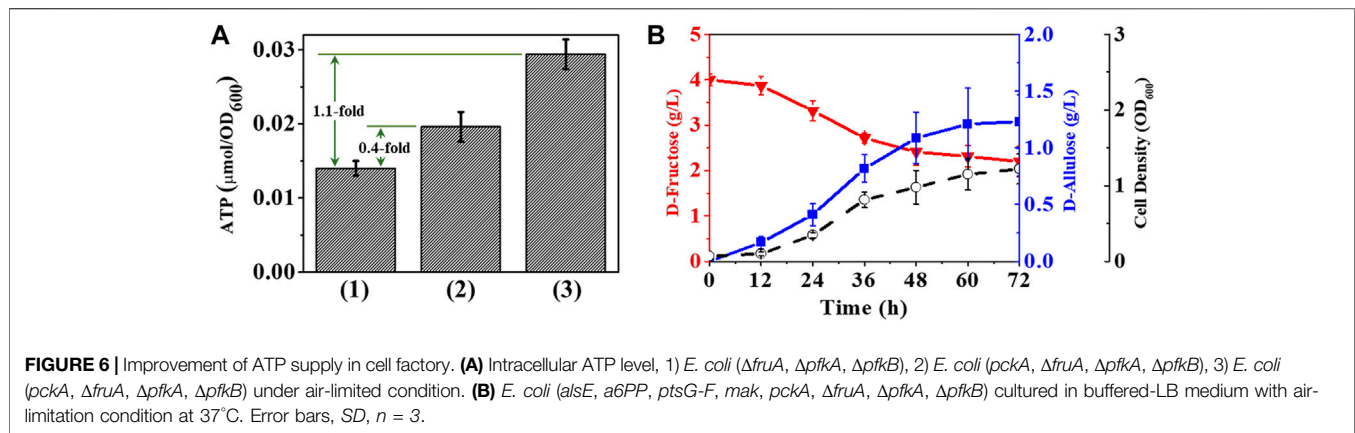 A
B
ATP (μmol/OD600)
0.03
0.02
0.01
0.00
1.1-fold
0.4-fold
(1) (2) (3)
D-Fructose (g/L)
5
4
3
2
1
0
2.0
1.5
1.0
0.5
0.0
D-Allulose (g/L)
3
2
1
0
Cell Density (OD600)
0 12 24 36 48 60 72
Time (h)
FIGURE 6 | Improvement of ATP supply in cell factory. (A) Intracellular ATP level, 1) E. coli (ΔfruA, ΔpfkA, ΔpfkB), 2) E. coli (pckA, ΔfruA, ΔpfkA, ΔpfkB), 3) E. coli
(pckA, ΔfruA, ΔpfkA, ΔpfkB) under air-limited condition. (B) E. coli (alsE, a6PP, ptsG-F, mak, pckA, ΔfruA, ΔpfkA, ΔpfkB) cultured in buffered-LB medium with air-
limitation condition at 37°C. Error bars, SD, n = 3.